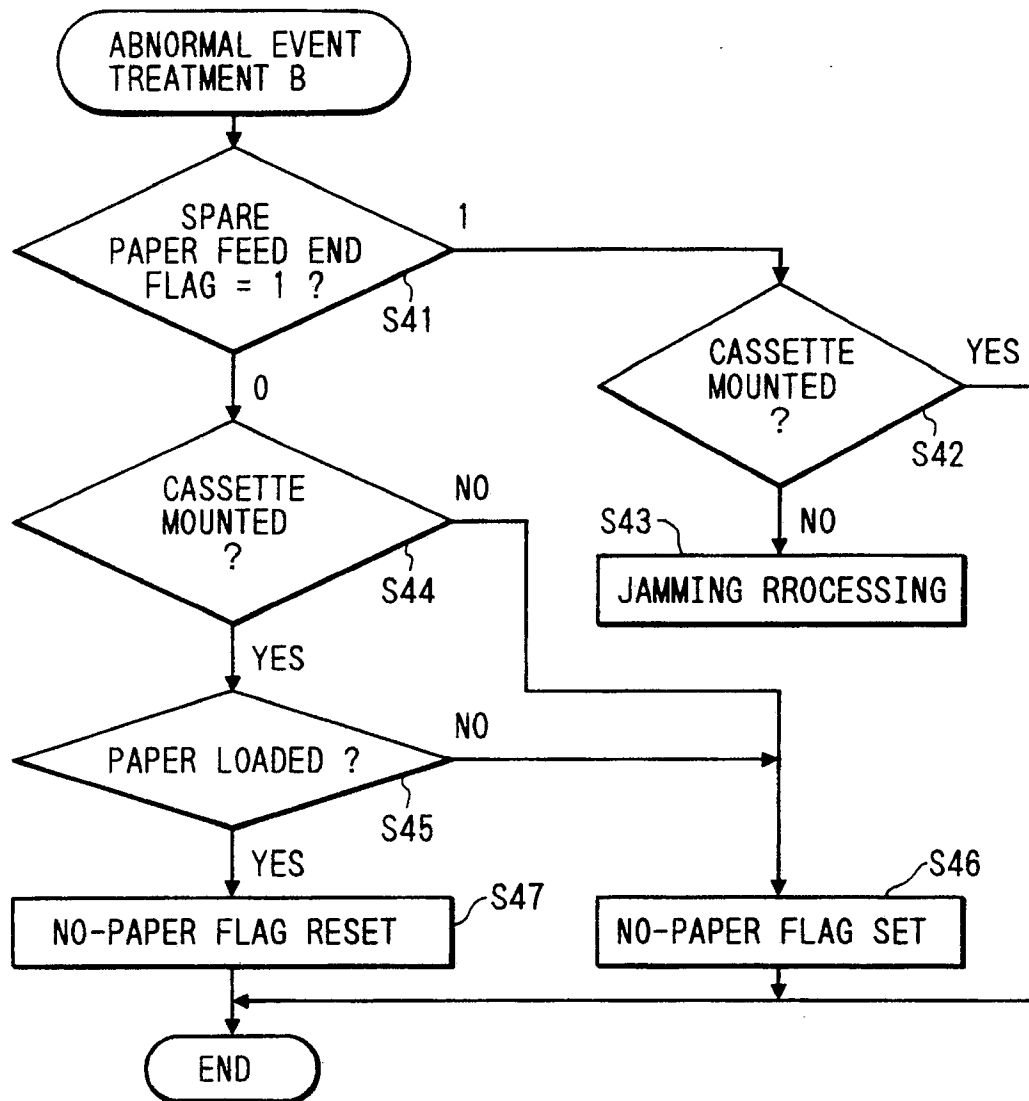 ABNORMAL EVENT
TREATMENT B
SPARE
PAPER FEED END
FLAG = 1 ?
1
S41
0
CASSETTE
MOUNTED
?
YES
S42
NO
S43
JAMMING RROCESSING
CASSETTE
MOUNTED
?
NO
S44
YES
PAPER LOADED ?
NO
S45
YES
NO-PAPER FLAG RESET
S47
S46
NO-PAPER FLAG SET
END